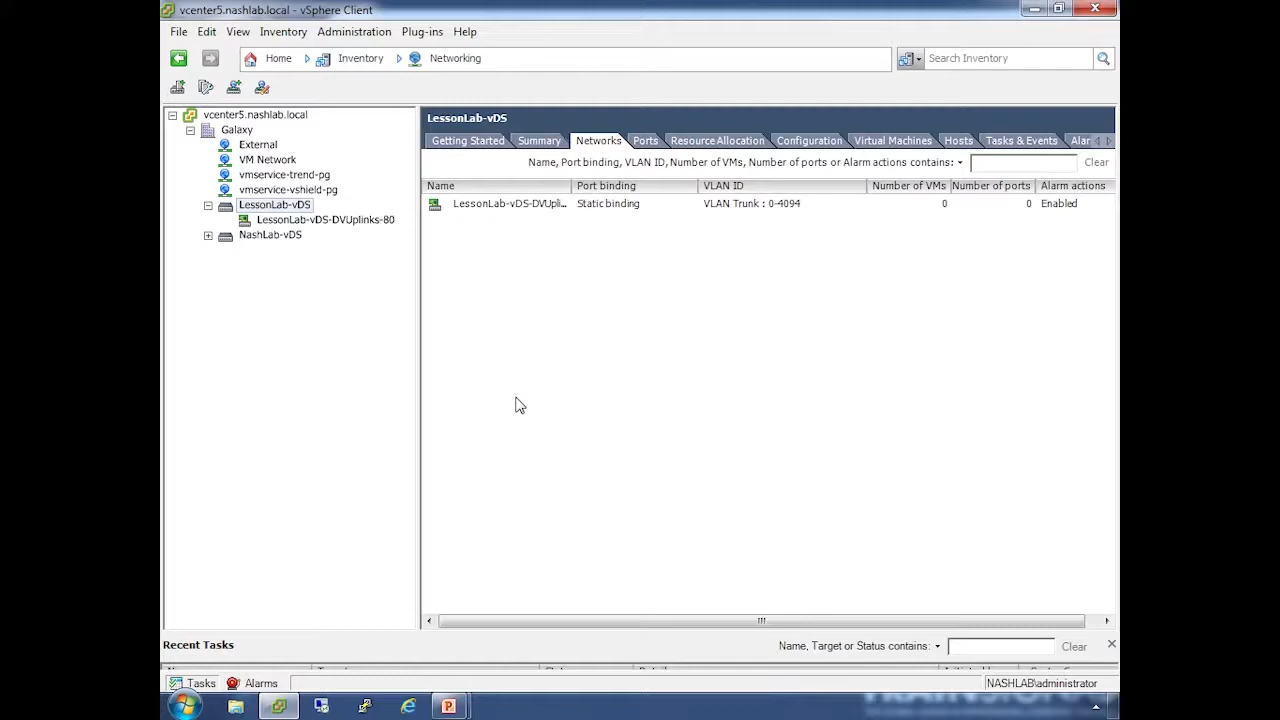 vcenter5.nashlab.local - vSphere Client
File Edit View Inventory Administration Plug-ins Help
Home Inventory Networking Search Inventory
vcenter5.nashlab.local
Galaxy
External
VM Network
vmservice-trend-pg
vmservice-vshield-pg
LessonLab-vDS
LessonLab-vDS-DVUplinks-80
NashLab-vDS
LessonLab-vDS
Getting Started Summary Networks Ports Resource Allocation Configuration Virtual Machines Hosts Tasks & Events Alar
Name, Port binding, VLAN ID, Number of VMs, Number of ports or Alarm actions contains: Clear
Name Port binding VLAN ID Number of VMs Number of ports Alarm actions
LessonLab-vDS-DVUpli... Static binding VLAN Trunk : 0-4094 0 0 Enabled
Recent Tasks Name, Target or Status contains: Clear
Tasks Alarms NASHLAB\administrator